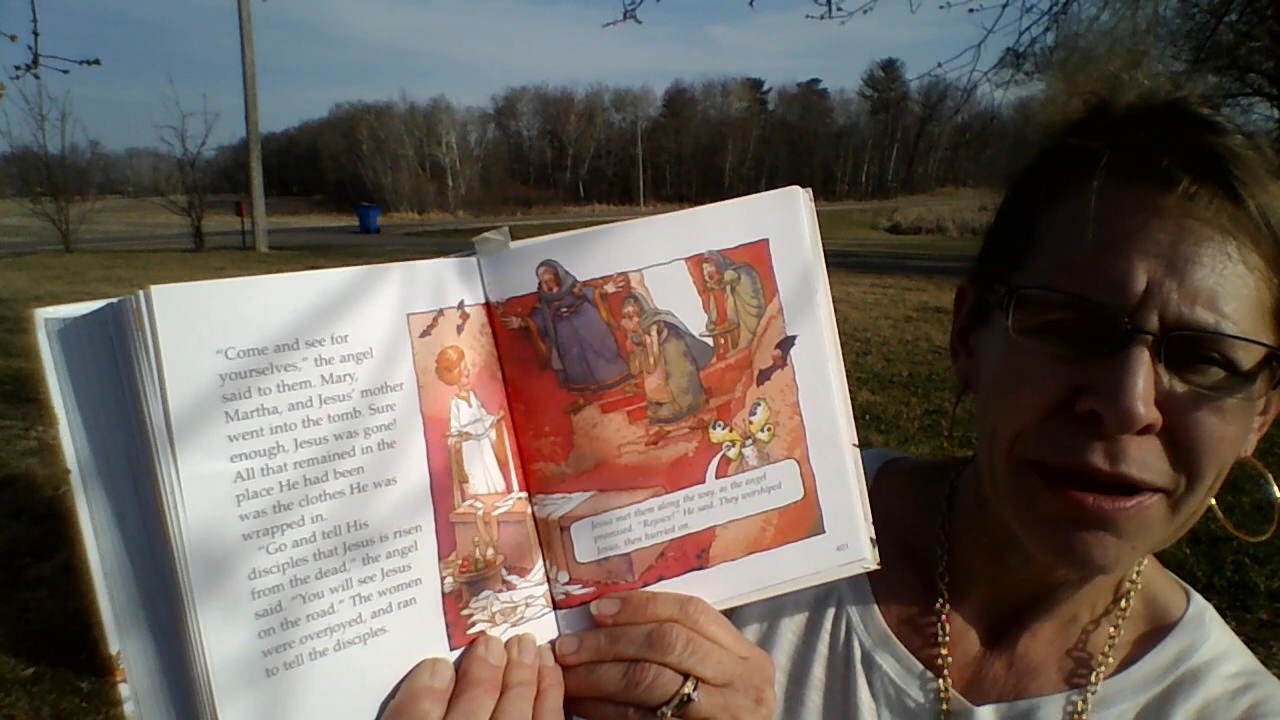 "Come and see for
yourselves," the angel
said to them. Mary,
Martha, and Jesus' mother
went into the tomb. Sure
enough, Jesus was gone!
All that remained in the
place He had been
was the clothes He was
wrapped in.
"Go and tell His
disciples that Jesus is risen
from the dead," the angel
said. "You will see Jesus
on the road." The women
were overjoyed, and ran
to tell the disciples.
Jesus met them along the way, as the angel
promised. "Rejoice!" He said. They worshiped
Jesus, then hurried on.
401